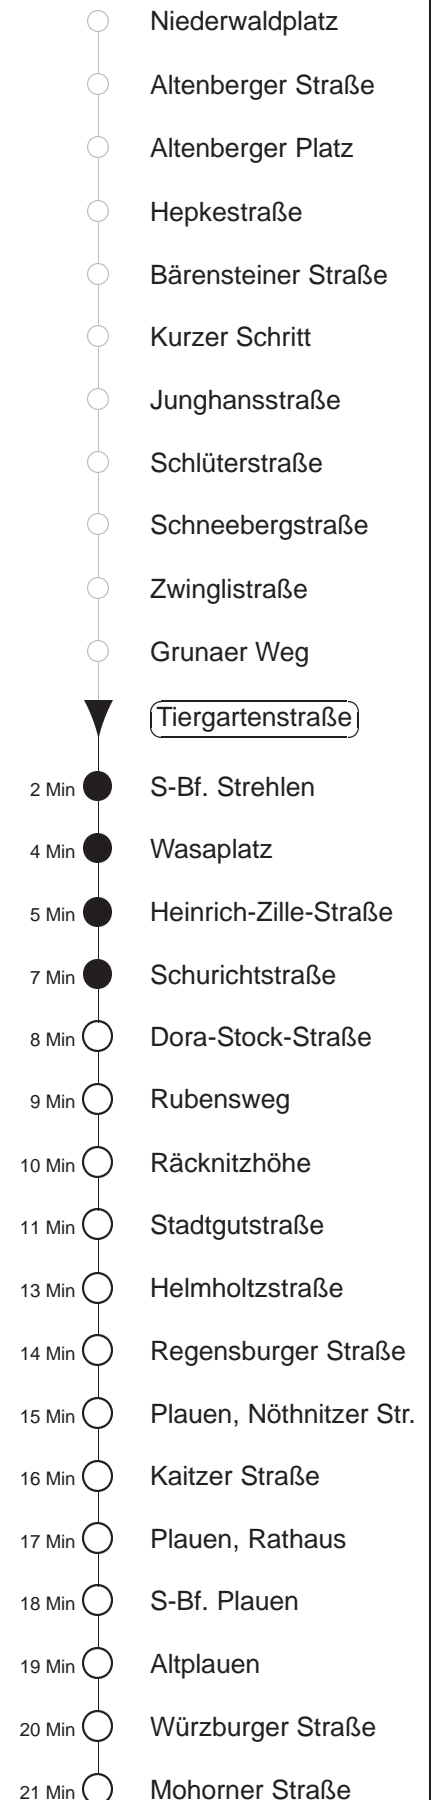 Niederwaldplatz
Altenberger Straße
Altenberger Platz
Hepkestraße
Bärensteiner Straße
Kurzer Schritt
Junghansstraße
Schlüterstraße
Schneebergstraße
Zwinglistraße
Grunaer Weg
Tiergartenstraße
2 Min S-Bf. Strehlen
4 Min Wasaplatz
5 Min Heinrich-Zille-Straße
7 Min Schurichtstraße
8 Min Dora-Stock-Straße
9 Min Rubensweg
10 Min Räcknitzhöhe
11 Min Stadtgutstraße
13 Min Helmholtzstraße
14 Min Regensburger Straße
15 Min Plauen, Nöthnitzer Str.
16 Min Kaitzer Straße
17 Min Plauen, Rathaus
18 Min S-Bf. Plauen
19 Min Altplauen
20 Min Würzburger Straße
21 Min Mohorner Straße